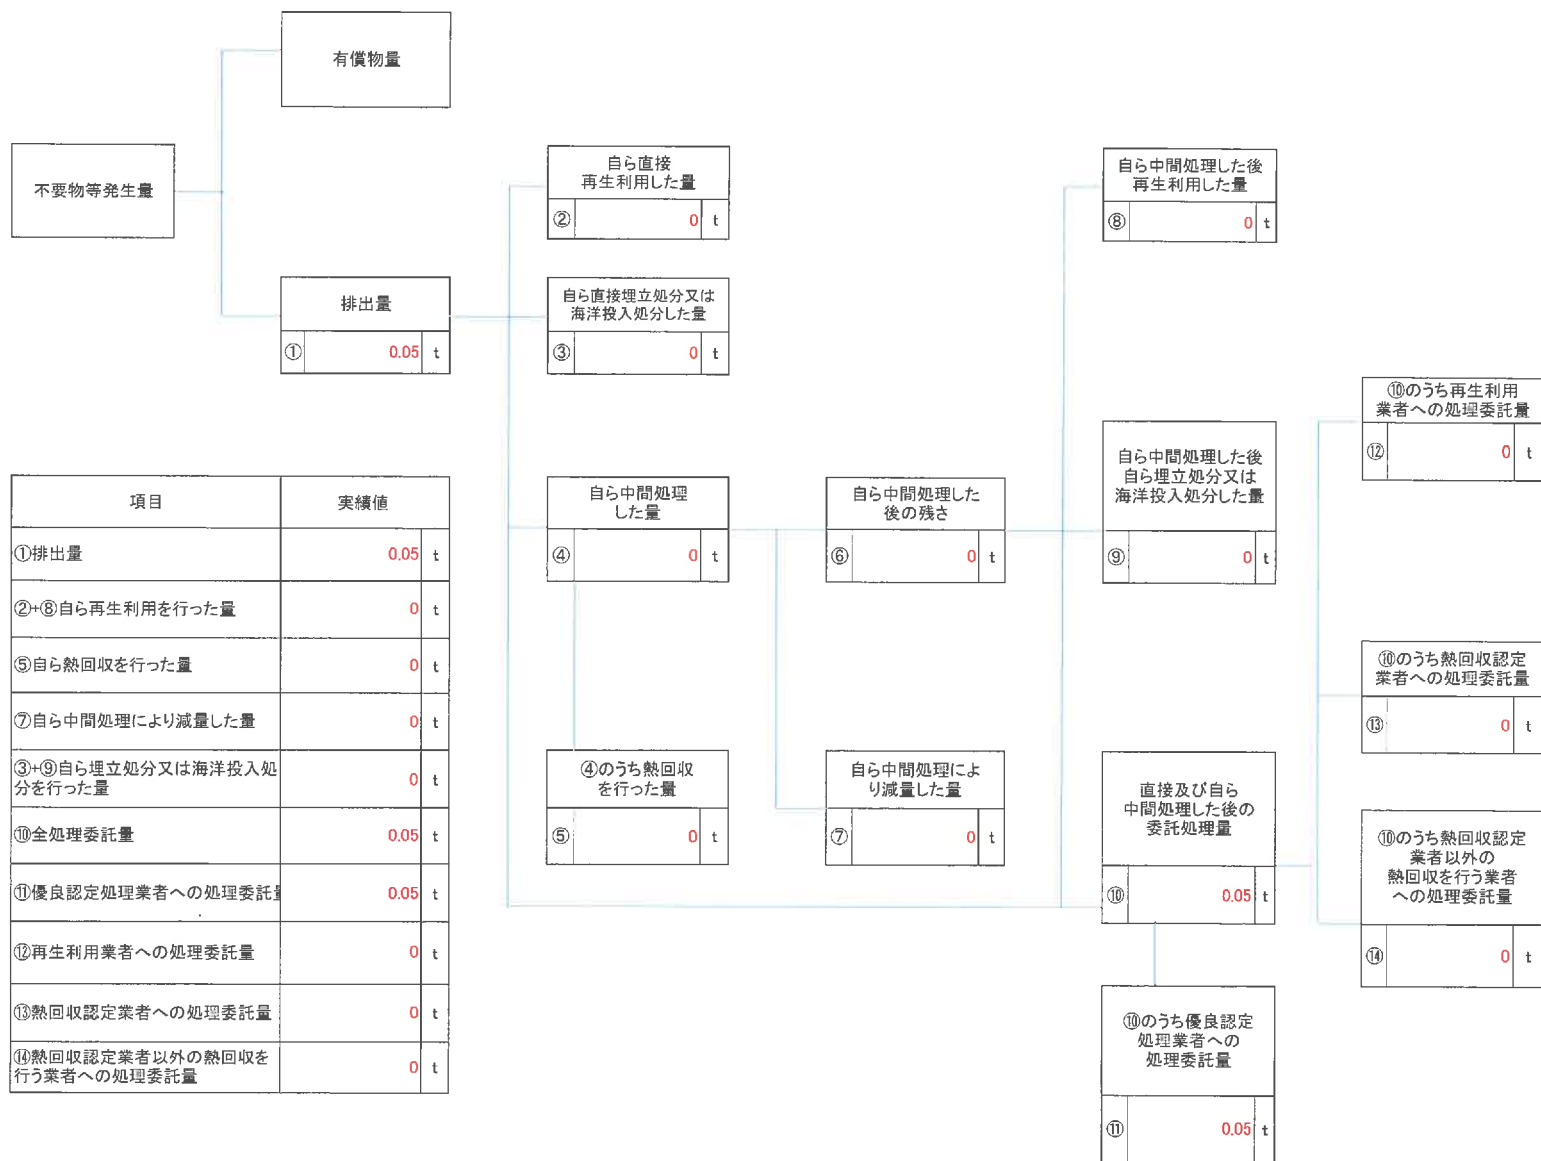 有償物量
不要物等発生量
排出量
① 0.05 t
自ら直接
再生利用した量
② 0 t
自ら直接埋立処分又は
海洋投入処分した量
③ 0 t
自ら中間処理
した量
④ 0 t
④のうち熱回収
を行った量
⑤ 0 t
自ら中間処理した
後の残さ
⑥ 0 t
自ら中間処理によ
り減量した量
⑦ 0 t
自ら中間処理した後
再生利用した量
⑧ 0 t
自ら中間処理した後
自ら埋立処分又は
海洋投入処分した量
⑨ 0 t
直接及び自ら
中間処理した後の
委託処理量
⑩ 0.05 t
⑩のうち優良認定
処理業者への
処理委託量
⑪ 0.05 t
⑩のうち再生利用
業者への処理委託量
⑫ 0 t
⑩のうち熱回収認定
業者への処理委託量
⑬ 0 t
⑩のうち熱回収認定
業者以外の
熱回収を行う業者
への処理委託量
⑭ 0 t
項目 実績値
①排出量 0.05 t
②+⑧自ら再生利用を行った量 0 t
⑤自ら熱回収を行った量 0 t
⑦自ら中間処理により減量した量 0 t
③+⑨自ら埋立処分又は海洋投入処
分を行った量 0 t
⑩全処理委託量 0.05 t
⑪優良認定処理業者への処理委託量 0.05 t
⑫再生利用業者への処理委託量 0 t
⑬熱回収認定業者への処理委託量 0 t
⑭熱回収認定業者以外の熱回収を
行う業者への処理委託量 0 t